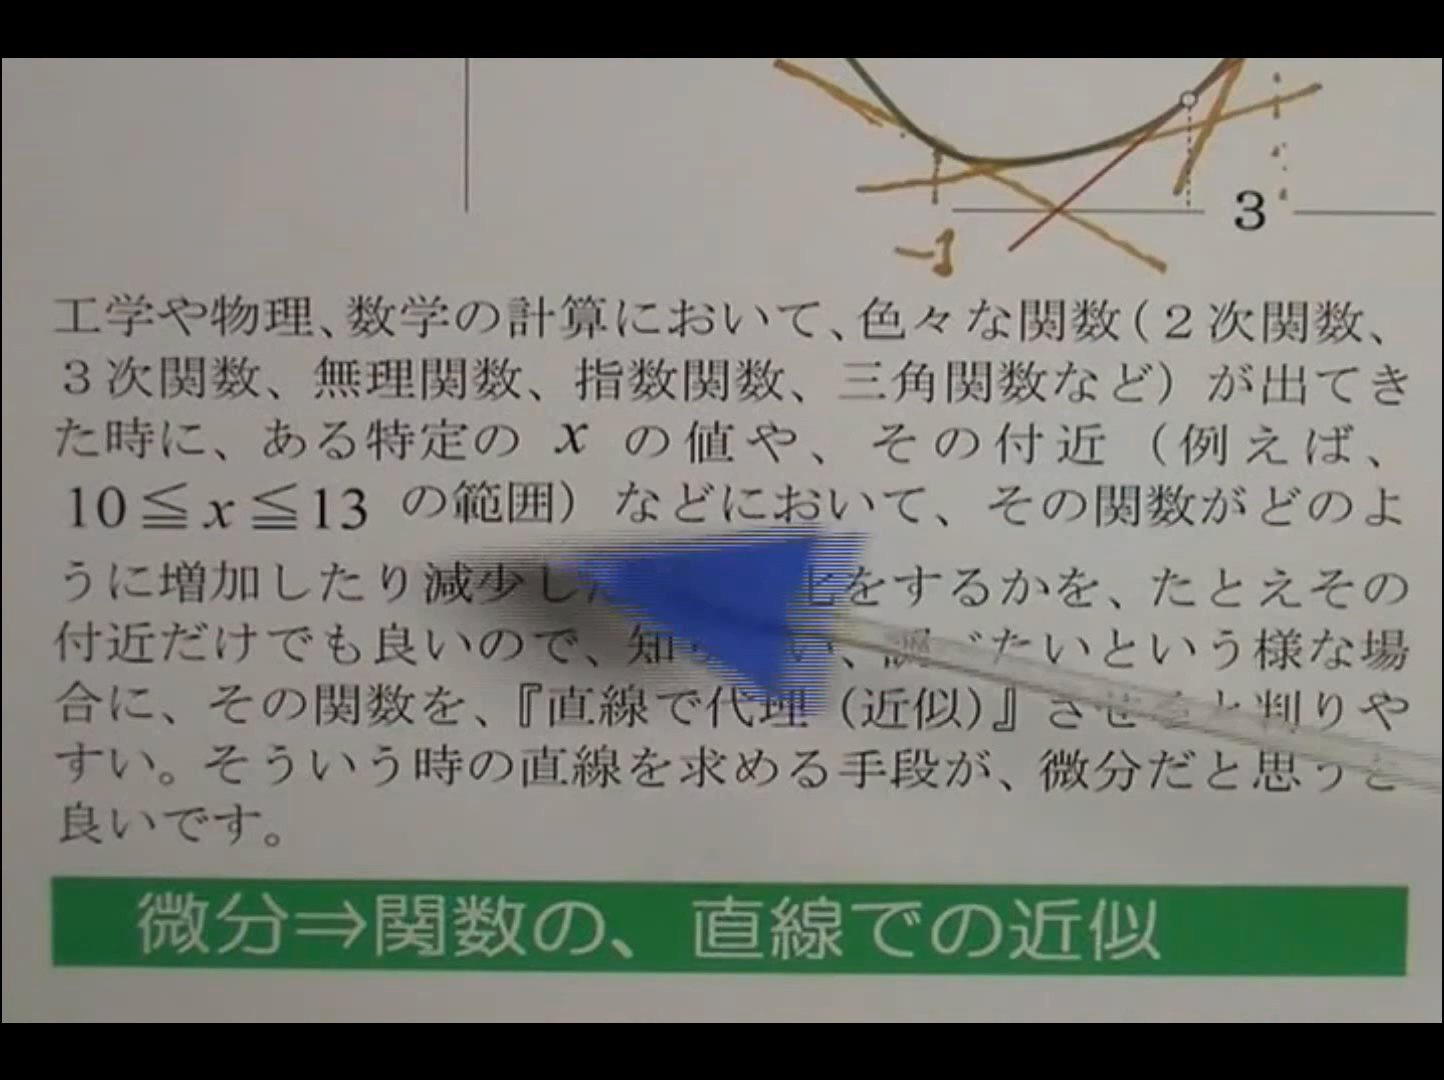 3
-1
工学や物理、数学の計算において、色々な関数(2次関数、
3次関数、無理関数、指数関数、三角関数など)が出てき
た時に、ある特定の x の値や、その付近(例えば、
10≦x≦13 の範囲)などにおいて、その関数がどのよ
うに増加したり減少した をするかを、たとえその
付近だけでも良いので、知 たいという様な場
合に、その関数を、『直線で代理(近似)』させると判りや
すい。そういう時の直線を求める手段が、微分だと思うと
良いです。
微分⇒関数の、直線での近似